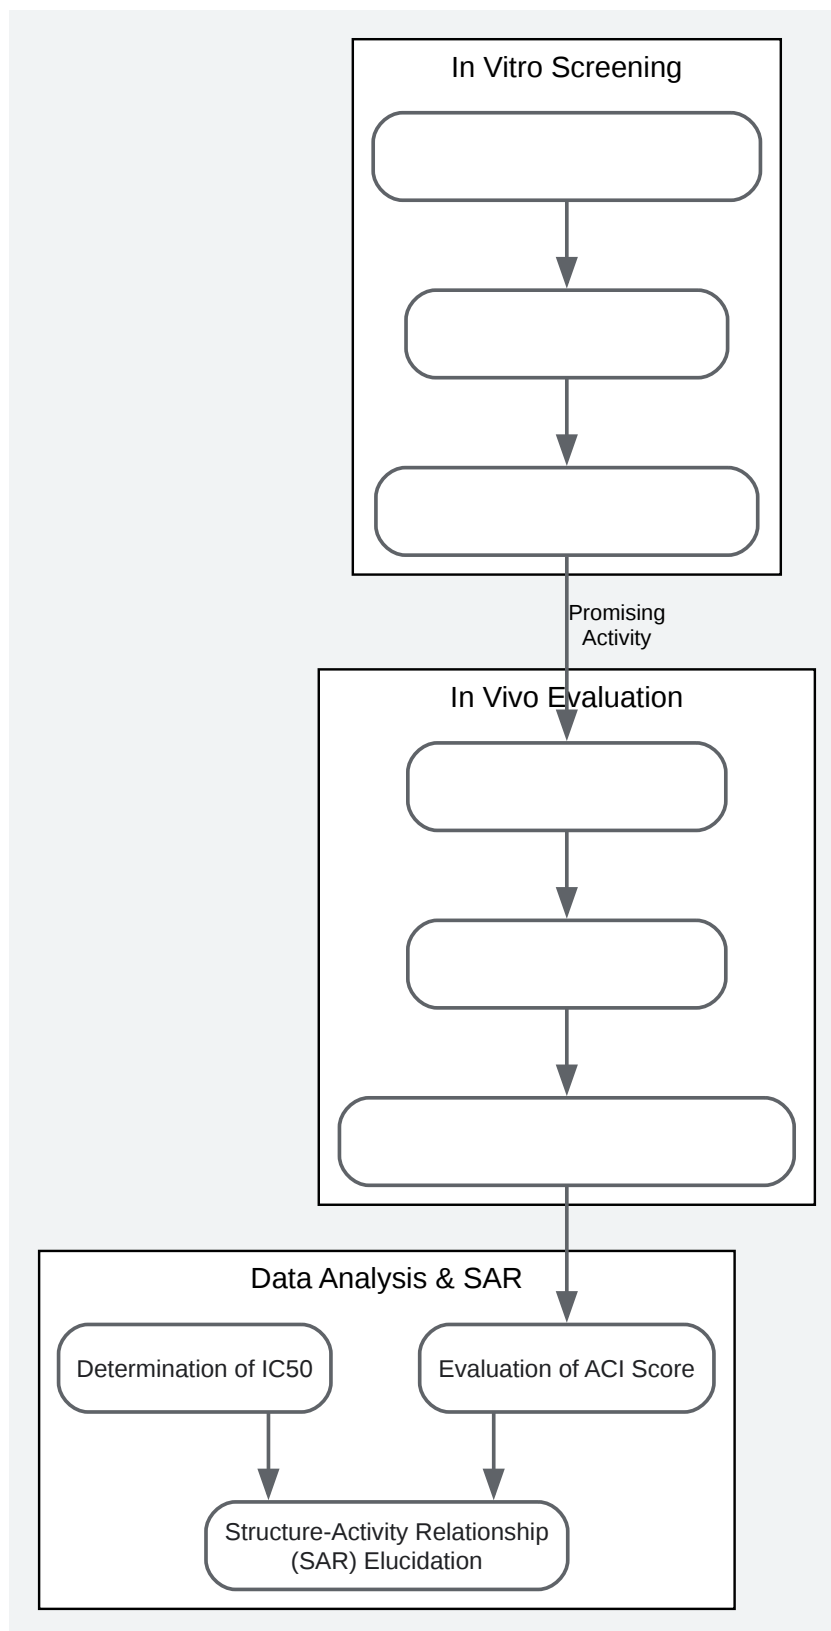 In Vitro Screening
Promising
Activity
In Vivo Evaluation
Data Analysis & SAR
Determination of IC50
Evaluation of ACI Score
Structure-Activity Relationship
(SAR) Elucidation